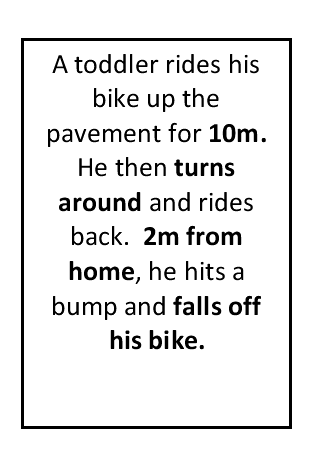 A toddler rides his
bike up the
pavement for 10m.
He then turns
around and rides
back.  2m from
home, he hits a
bump and falls off
his bike.